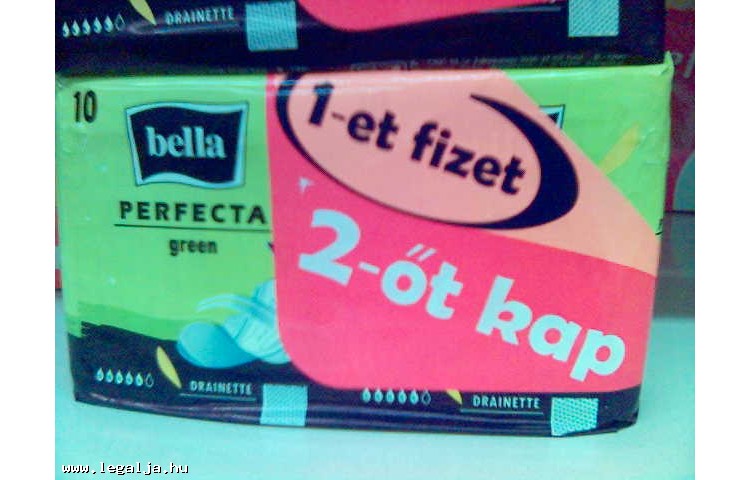 DRAINETTE
10
bella
PERFECTA
green
1-et fizet
2-őt kap
DRAINETTE
DRAINETTE
www.legalja.hu